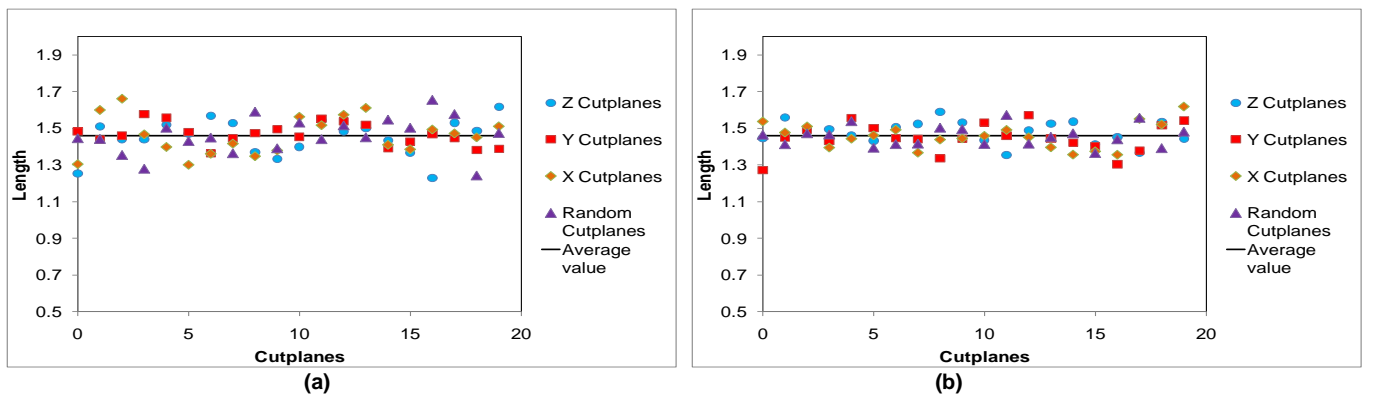 1.9
1.7
1.5
1.3
1.1
0.9
0.7
0.5
Length
0 5 10 15 20
Cutplanes
Z Cutplanes
Y Cutplanes
X Cutplanes
Random
Cutplanes
Average
value
(a)
1.9
1.7
1.5
1.3
1.1
0.9
0.7
0.5
Length
0 5 10 15 20
Cutplanes
Z Cutplanes
Y Cutplanes
X Cutplanes
Random
Cutplanes
Average
value
(b)